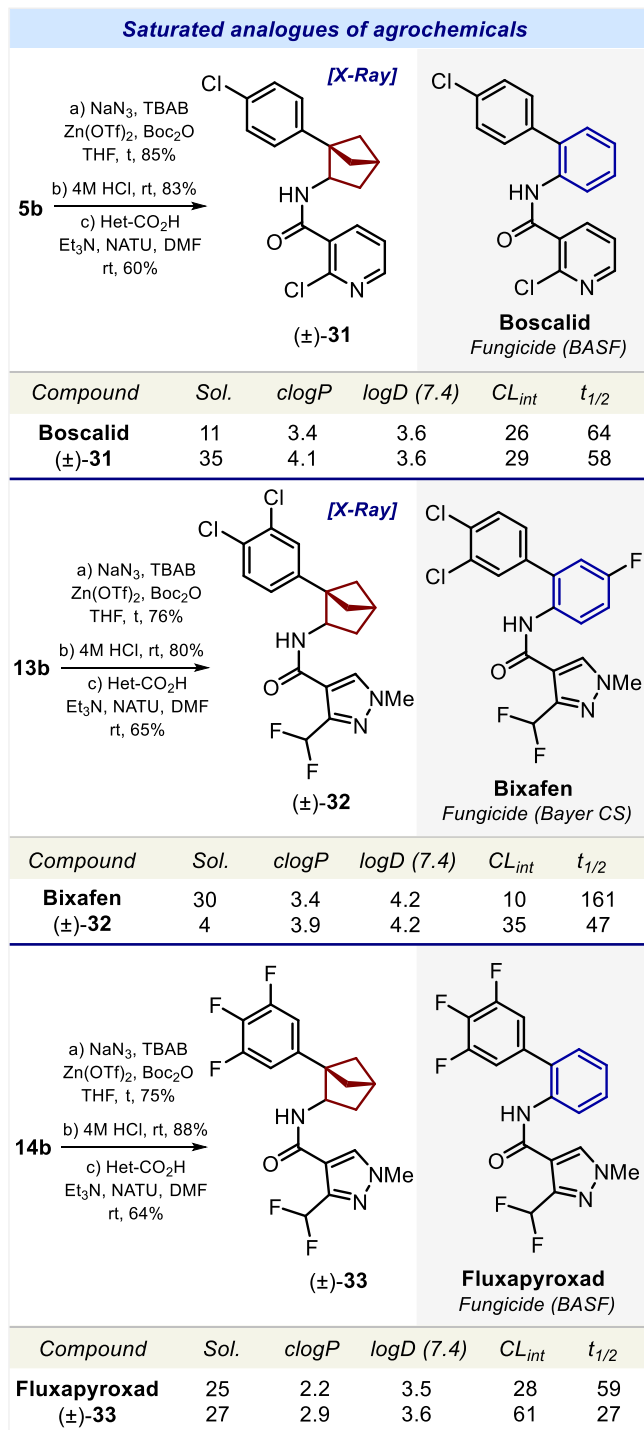 Saturated analogues of agrochemicals
a) NaN3, TBAB
Zn(OTf)2, Boc2O
THF, t, 85%
b) 4M HCl, rt, 83%
5b
c) Het-CO2H
Et3N, NATU, DMF
rt, 60%
[X-Ray]
Cl
HN
O
Cl
N
(±)-31
Cl
HN
O
Cl
N
Boscalid
Fungicide (BASF)
Compound Sol. clogP logD (7.4) CLint t1/2
Boscalid 11 3.4 3.6 26 64
(±)-31 35 4.1 3.6 29 58
a) NaN3, TBAB
Zn(OTf)2, Boc2O
THF, t, 76%
b) 4M HCl, rt, 80%
13b
c) Het-CO2H
Et3N, NATU, DMF
rt, 65%
[X-Ray]
Cl
Cl
HN
O
NMe
N
F
F
(±)-32
Cl
Cl
F
HN
O
NMe
N
F
F
Bixafen
Fungicide (Bayer CS)
Compound Sol. clogP logD (7.4) CLint t1/2
Bixafen 30 3.4 4.2 10 161
(±)-32 4 3.9 4.2 35 47
a) NaN3, TBAB
Zn(OTf)2, Boc2O
THF, t, 75%
b) 4M HCl, rt, 88%
14b
c) Het-CO2H
Et3N, NATU, DMF
rt, 64%
F
F
F
HN
O
NMe
N
F
F
(±)-33
F
F
F
HN
O
NMe
N
F
F
Fluxapyroxad
Fungicide (BASF)
Compound Sol. clogP logD (7.4) CLint t1/2
Fluxapyroxad 25 2.2 3.5 28 59
(±)-33 27 2.9 3.6 61 27